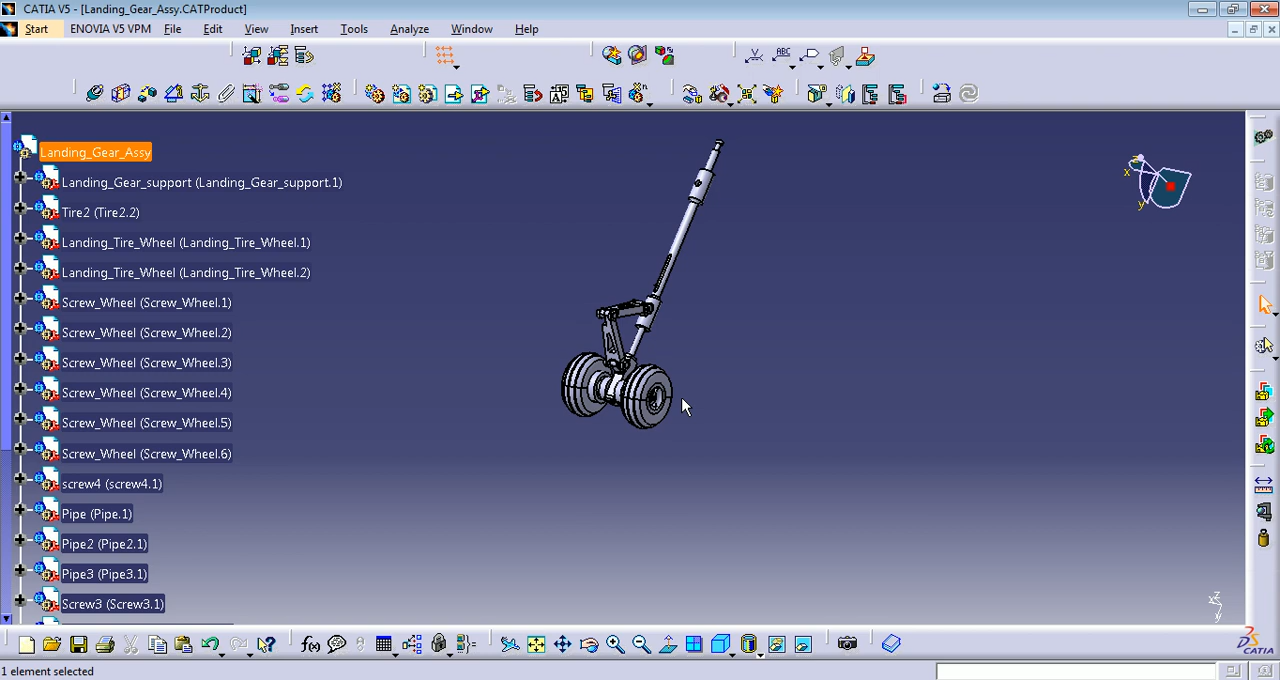 CATIA V5 - [Landing_Gear_Assy.CATProduct]
Start ENOVIA V5 VPM File Edit View Insert Tools Analyze Window Help
ABC
Landing_Gear_Assy
Landing_Gear_support (Landing_Gear_support.1)
Tire2 (Tire2.2)
Landing_Tire_Wheel (Landing_Tire_Wheel.1)
Landing_Tire_Wheel (Landing_Tire_Wheel.2)
Screw_Wheel (Screw_Wheel.1)
Screw_Wheel (Screw_Wheel.2)
Screw_Wheel (Screw_Wheel.3)
Screw_Wheel (Screw_Wheel.4)
Screw_Wheel (Screw_Wheel.5)
Screw_Wheel (Screw_Wheel.6)
screw4 (screw4.1)
Pipe (Pipe.1)
Pipe2 (Pipe2.1)
Pipe3 (Pipe3.1)
Screw3 (Screw3.1)
x
y
z
f(x)
CATIA
1 element selected